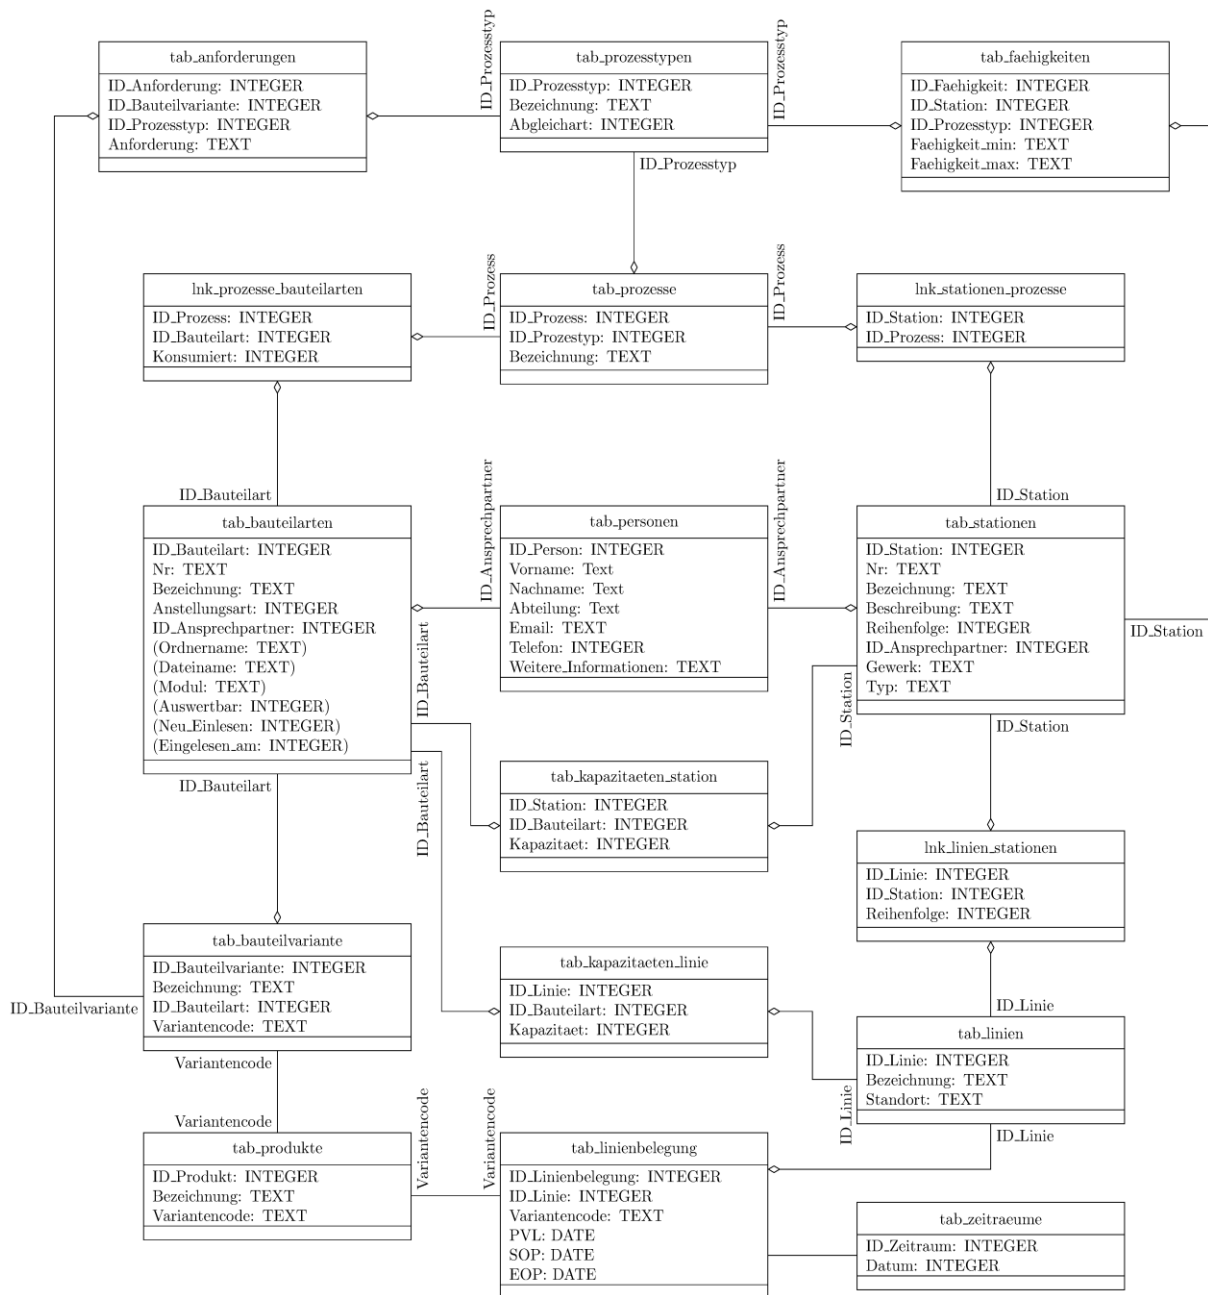 tab_anforderungen
ID_Anforderung: INTEGER
ID_Bauteilvariante: INTEGER
ID_Prozesstyp: INTEGER
Anforderung: TEXT
ID_Prozesstyp
tab_prozesstypen
ID_Prozesstyp: INTEGER
Bezeichnung: TEXT
Abgleichart: INTEGER
ID_Prozesstyp
ID_Prozesstyp
tab_faehigkeiten
ID_Faehigkeit: INTEGER
ID_Station: INTEGER
ID_Prozesstyp: INTEGER
Faehigkeit_min: TEXT
Faehigkeit_max: TEXT
lnk_prozesse_bauteilarten
ID_Prozess: INTEGER
ID_Bauteilart: INTEGER
Konsumiert: INTEGER
ID_Prozess
tab_prozesse
ID_Prozess: INTEGER
ID_Prozestyp: INTEGER
Bezeichnung: TEXT
ID_Prozess
lnk_stationen_prozesse
ID_Station: INTEGER
ID_Prozess: INTEGER
ID_Bauteilart
tab_bauteilarten
ID_Bauteilart: INTEGER
Nr: TEXT
Bezeichnung: TEXT
Anstellungsart: INTEGER
ID_Ansprechpartner: INTEGER
(Ordnername: TEXT)
(Dateiname: TEXT)
(Modul: TEXT)
(Auswertbar: INTEGER)
(Neu_Einlesen: INTEGER)
(Eingelesen_am: INTEGER)
ID_Bauteilart
ID_Ansprechpartner
ID_Bauteilart
ID_Bauteilart
tab_personen
ID_Person: INTEGER
Vorname: Text
Nachname: Text
Abteilung: Text
Email: TEXT
Telefon: INTEGER
Weitere_Informationen: TEXT
ID_Ansprechpartner
ID_Station
ID_Station
tab_stationen
ID_Station: INTEGER
Nr: TEXT
Bezeichnung: TEXT
Beschreibung: TEXT
Reihenfolge: INTEGER
ID_Ansprechpartner: INTEGER
Gewerk: TEXT
Typ: TEXT
ID_Station
ID_Station
tab_kapazitaeten_station
ID_Station: INTEGER
ID_Bauteilart: INTEGER
Kapazitaet: INTEGER
lnk_linien_stationen
ID_Linie: INTEGER
ID_Station: INTEGER
Reihenfolge: INTEGER
tab_bauteilvariante
ID_Bauteilvariante: INTEGER
Bezeichnung: TEXT
ID_Bauteilart: INTEGER
Variantencode: TEXT
ID_Bauteilvariante
Variantencode
tab_kapazitaeten_linie
ID_Linie: INTEGER
ID_Bauteilart: INTEGER
Kapazitaet: INTEGER
ID_Linie
tab_linien
ID_Linie: INTEGER
Bezeichnung: TEXT
Standort: TEXT
ID_Linie
ID_Linie
Variantencode
tab_produkte
ID_Produkt: INTEGER
Bezeichnung: TEXT
Variantencode: TEXT
Variantencode
Variantencode
tab_linienbelegung
ID_Linienbelegung: INTEGER
ID_Linie: INTEGER
Variantencode: TEXT
PVL: DATE
SOP: DATE
EOP: DATE
tab_zeitraeume
ID_Zeitraum: INTEGER
Datum: INTEGER